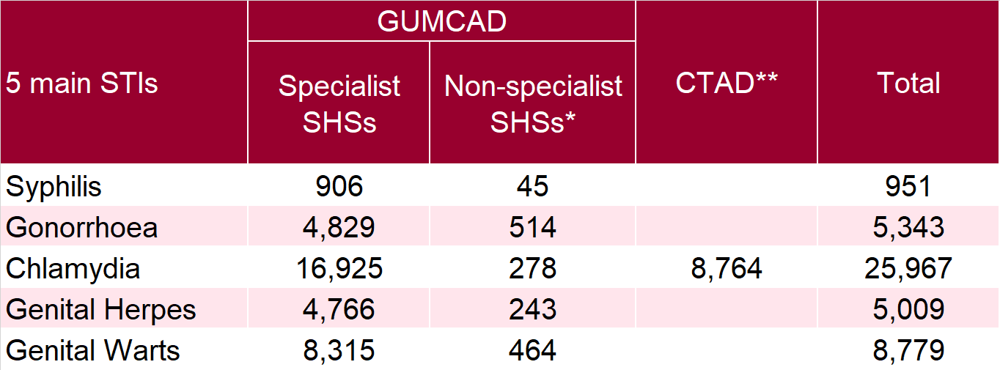 GUMCAD
5 main STIs
Specialist
SHSs
Non-specialist
SHSs*
CTAD**
Total
Syphilis 906 45 951
Gonorrhoea 4,829 514 5,343
Chlamydia 16,925 278 8,764 25,967
Genital Herpes 4,766 243 5,009
Genital Warts 8,315 464 8,779